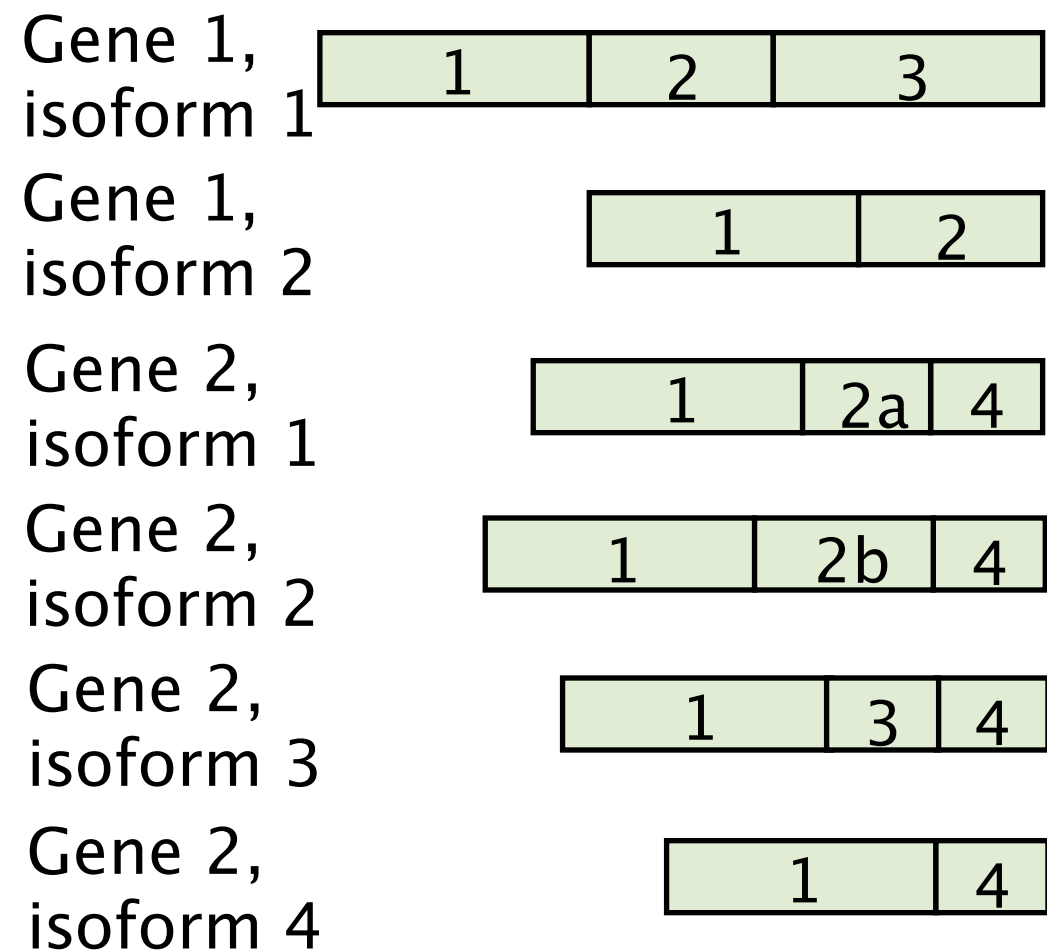 Gene 1,
isoform 1
1 2 3
Gene 1,
isoform 2
1 2
Gene 2,
isoform 1
1 2a 4
Gene 2,
isoform 2
1 2b 4
Gene 2,
isoform 3
1 3 4
Gene 2,
isoform 4
1 4